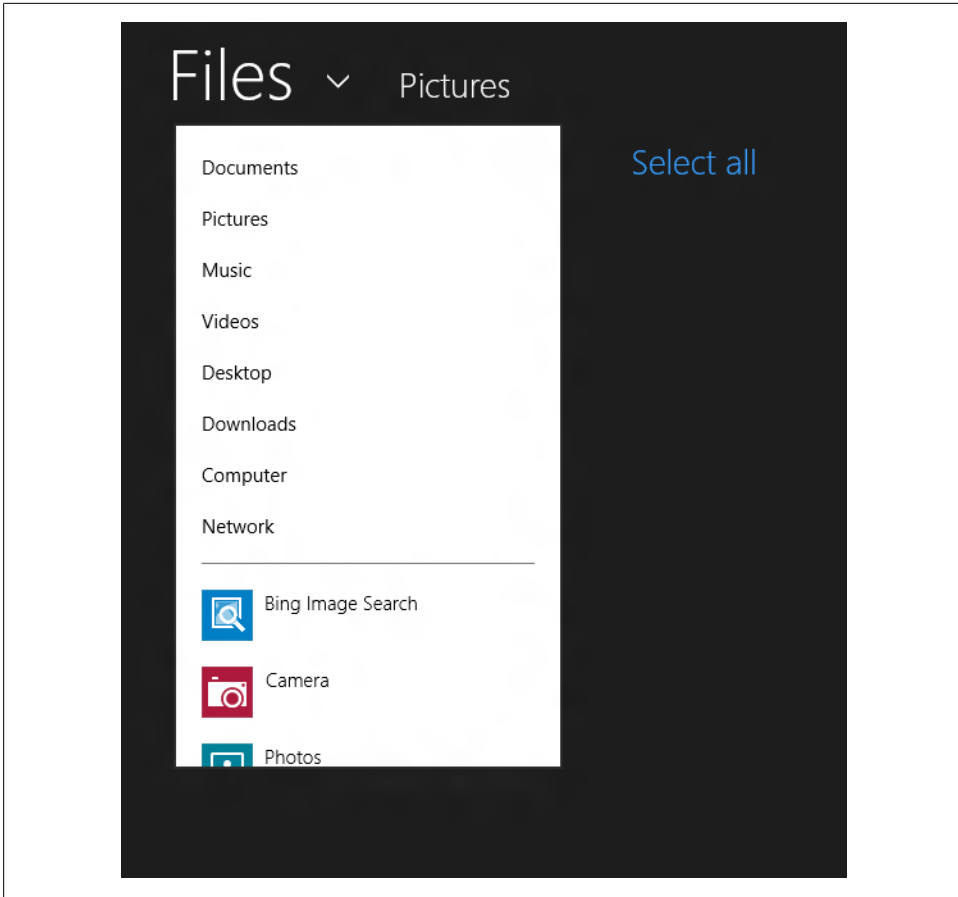 Files Pictures
Select all
Documents
Pictures
Music
Videos
Desktop
Downloads
Computer
Network
Bing Image Search
Camera
Photos